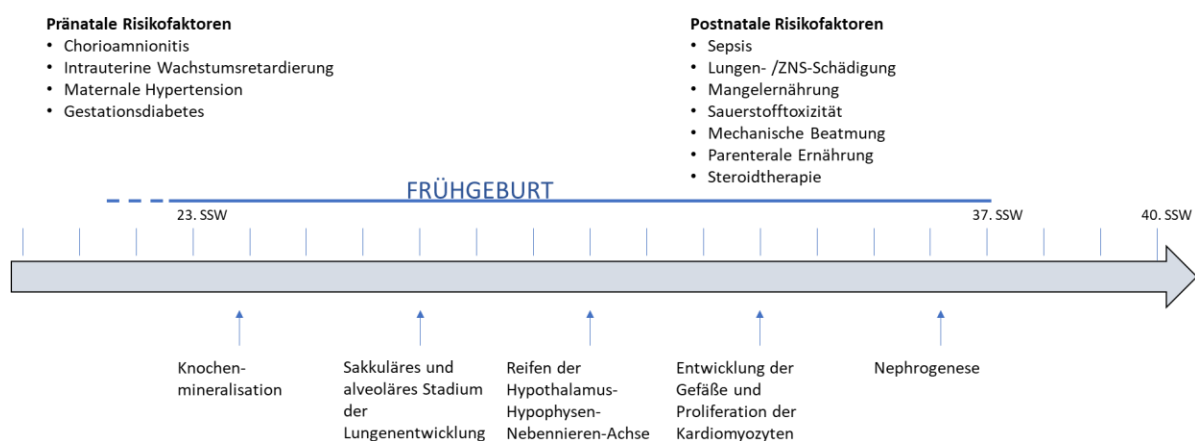 Pränatale Risikofaktoren
• Chorioamnionitis
• Intrauterine Wachstumsretardierung
• Maternale Hypertension
• Gestationsdiabetes
Postnatale Risikofaktoren
• Sepsis
• Lungen- /ZNS-Schädigung
• Mangelernährung
• Sauerstofftoxizität
• Mechanische Beatmung
• Parenterale Ernährung
• Steroidtherapie
FRÜHGEBURT
23. SSW
37. SSW
40. SSW
Knochen-
mineralisation
Sakkuläres und
alveoläres Stadium
der
Lungenentwicklung
Reifen der
Hypothalamus-
Hypophysen-
Nebennieren-Achse
Entwicklung der
Gefäße und
Proliferation der
Kardiomyozyten
Nephrogenese